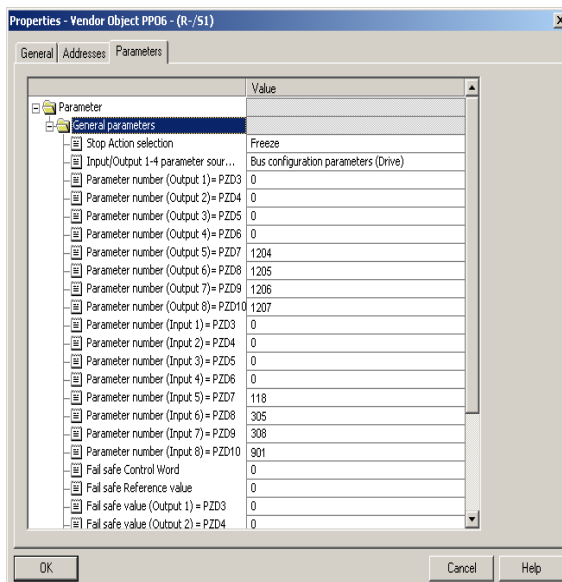 Properties - Vendor Object PPO6 - (R-/S1)
General Addresses Parameters
Value
Parameter
General parameters
Stop Action selection Freeze
Input/Output 1-4 parameter sour... Bus configuration parameters (Drive)
Parameter number (Output 1)= PZD3 0
Parameter number (Output 2)= PZD4 0
Parameter number (Output 3)= PZD5 0
Parameter number (Output 4)= PZD6 0
Parameter number (Output 5)= PZD7 1204
Parameter number (Output 6)= PZD8 1205
Parameter number (Output 7)= PZD9 1206
Parameter number (Output 8)= PZD10 1207
Parameter number (Input 1) = PZD3 0
Parameter number (Input 2) = PZD4 0
Parameter number (Input 3) = PZD5 0
Parameter number (Input 4) = PZD6 0
Parameter number (Input 5) = PZD7 118
Parameter number (Input 6) = PZD8 305
Parameter number (Input 7) = PZD9 308
Parameter number (Input 8) = PZD10 901
Fail safe Control Word 0
Fail safe Reference value 0
Fail safe value (Output 1) = PZD3 0
Fail safe value (Output 2) = PZD4 0
OK Cancel Help